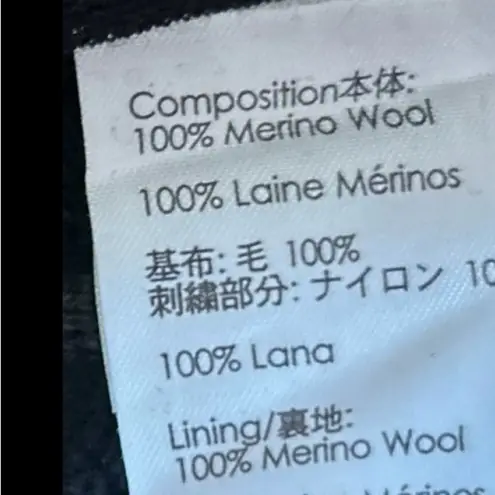 Composition本体:
100% Merino Wool
100% Laine Mérinos
基布: 毛 100%
刺繍部分: ナイロン 10
100% Lana
Lining/裏地:
100% Merino Wool
Mérinos